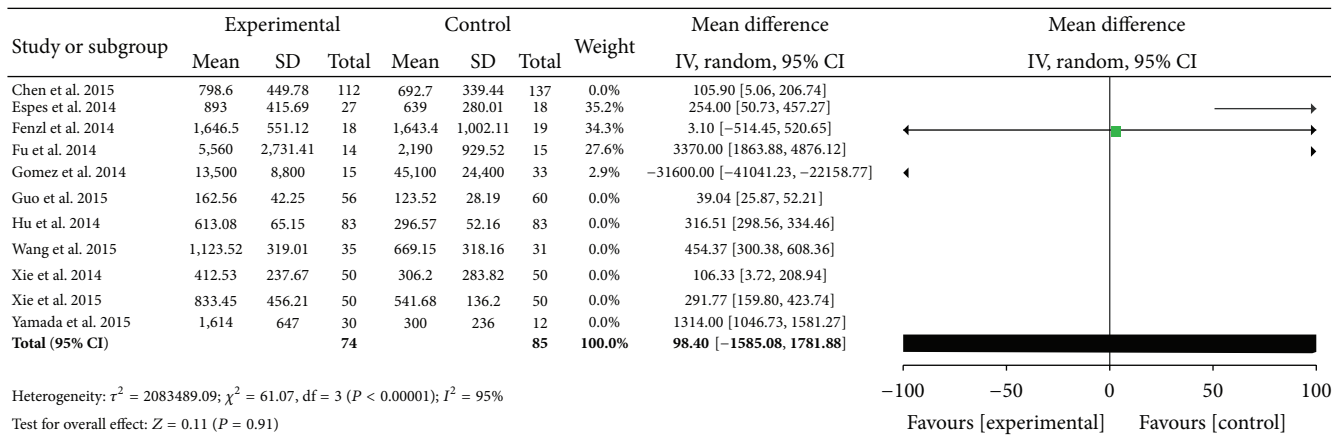 Experimental Control Mean difference Mean difference
Study or subgroup Mean SD Total Mean SD Total Weight IV, random, 95% CI IV, random, 95% CI
Chen et al. 2015 798.6 449.78 112 692.7 339.44 137 0.0% 105.90 [5.06, 206.74]
Espes et al. 2014 893 415.69 27 639 280.01 18 35.2% 254.00 [50.73, 457.27]
Fenzl et al. 2014 1,646.5 551.12 18 1,643.4 1,002.11 19 34.3% 3.10 [−514.45, 520.65]
Fu et al. 2014 5,560 2,731.41 14 2,190 929.52 15 27.6% 3370.00 [1863.88, 4876.12]
Gomez et al. 2014 13,500 8,800 15 45,100 24,400 33 2.9% −31600.00 [−41041.23, −22158.77]
Guo et al. 2015 162.56 42.25 56 123.52 28.19 60 0.0% 39.04 [25.87, 52.21]
Hu et al. 2014 613.08 65.15 83 296.57 52.16 83 0.0% 316.51 [298.56, 334.46]
Wang et al. 2015 1,123.52 319.01 35 669.15 318.16 31 0.0% 454.37 [300.38, 608.36]
Xie et al. 2014 412.53 237.67 50 306.2 283.82 50 0.0% 106.33 [3.72, 208.94]
Xie et al. 2015 833.45 456.21 50 541.68 136.2 50 0.0% 291.77 [159.80, 423.74]
Yamada et al. 2015 1,614 647 30 300 236 12 0.0% 1314.00 [1046.73, 1581.27]
Total (95% CI) 74 85 100.0% 98.40 [−1585.08, 1781.88]
−100 −50 0 50 100
Heterogeneity: τ² = 2083489.09; χ² = 61.07, df = 3 (P < 0.00001); I² = 95%
Favours [experimental] Favours [control]
Test for overall effect: Z = 0.11 (P = 0.91)